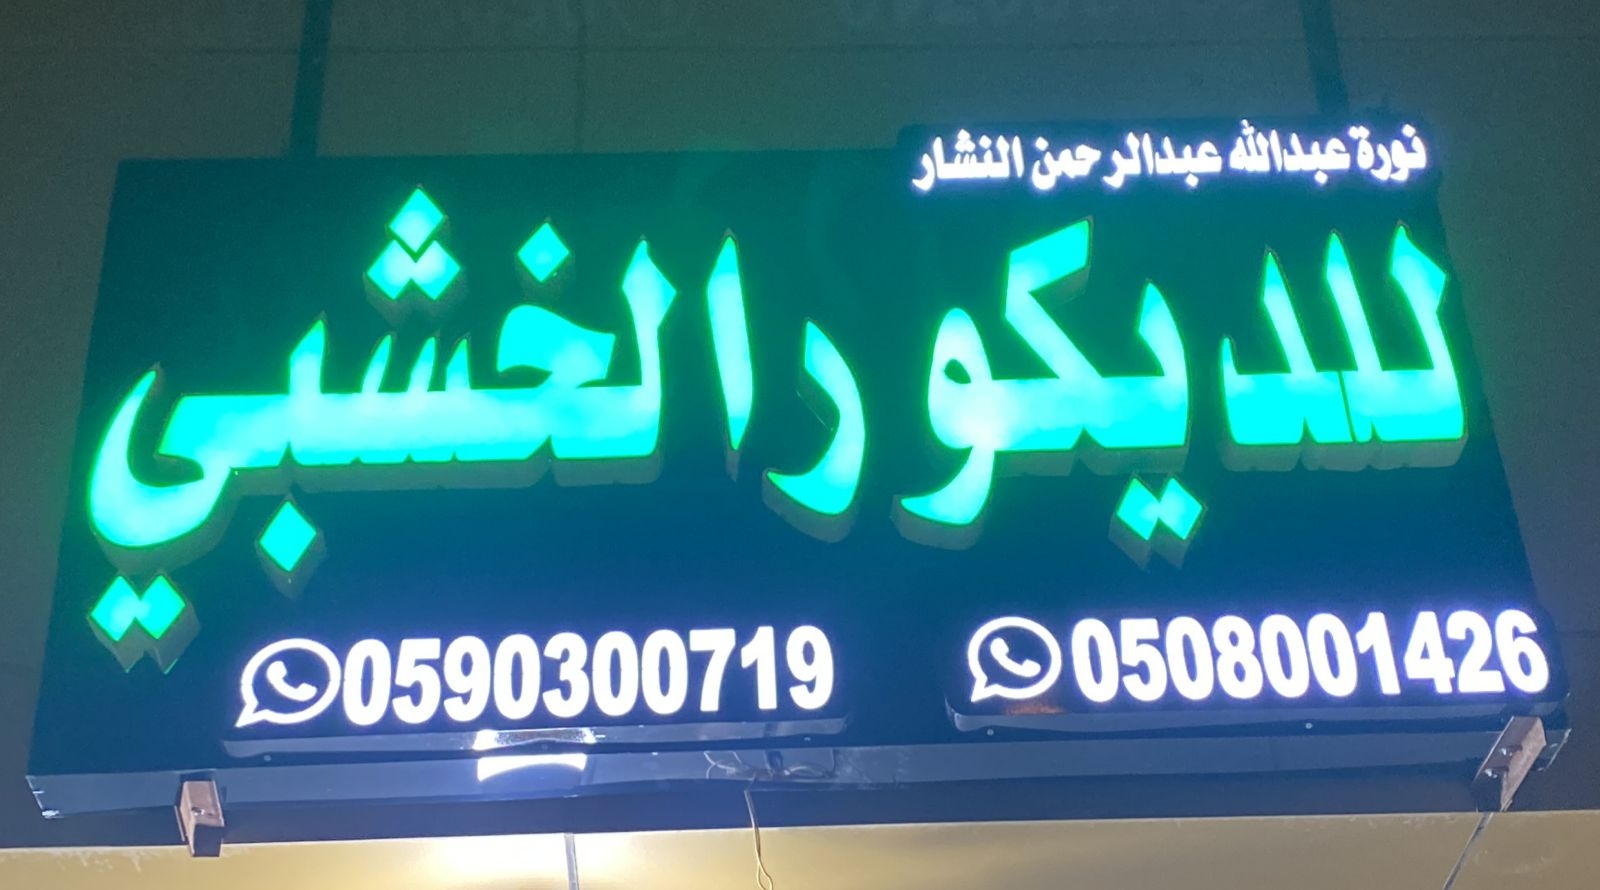 نورة عبدالله عبدالرحمن النشار
للديكور الخشبي
0590300719 0508001426